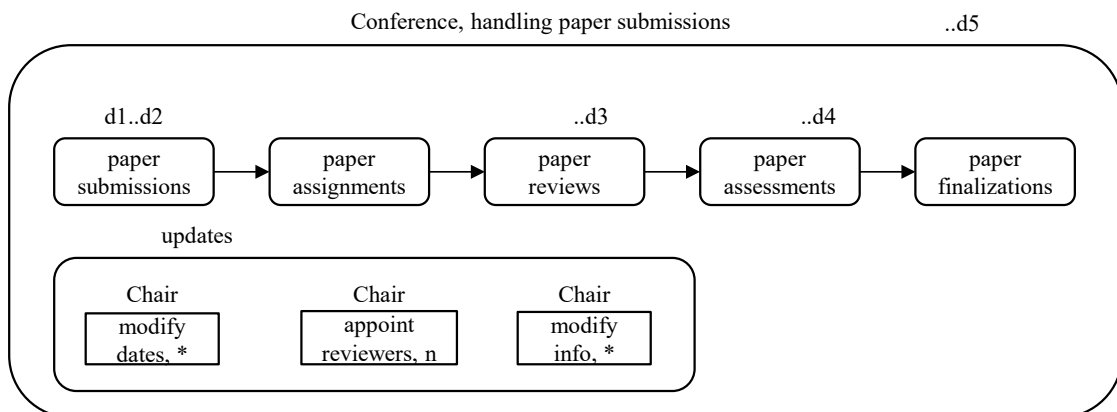 Conference, handling paper submissions
..d5
d1..d2
..d3
..d4
paper
submissions
paper
assignments
paper
reviews
paper
assessments
paper
finalizations
updates
Chair
modify
dates, *
Chair
appoint
reviewers, n
Chair
modify
info, *